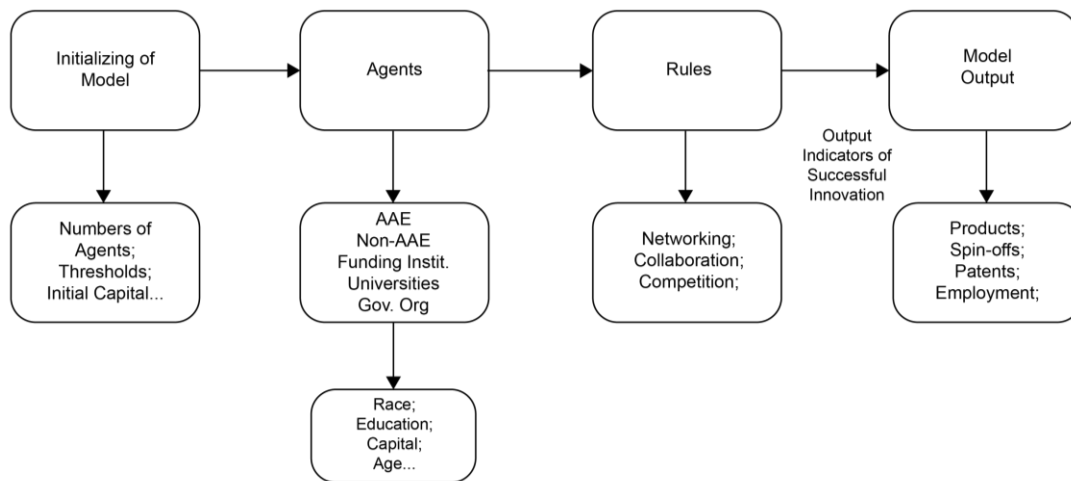 Initializing of
Model
Agents
Rules
Model
Output
Output
Indicators of
Successful
Innovation
Numbers of
Agents;
Thresholds;
Initial Capital...
AAE
Non-AAE
Funding Instit.
Universities
Gov. Org
Networking;
Collaboration;
Competition;
Products;
Spin-offs;
Patents;
Employment;
Race;
Education;
Capital;
Age...